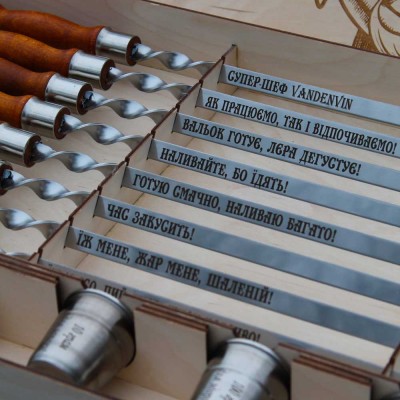 СУПЕР-ШЕФ VANDENVIN
ЯК ПРАЦЮЄМО, ТАК І ВІДПОЧИВАЄМО!
ВАЛЬОК ГОТУЄ, ЛЄРА ДЕГУСТУЄ!
НАЛИВАЙТЕ, БО ЇДЯТЬ!
ГОТУЮ СМАЧНО, НАЛИВАЮ БАГАТО!
ЧАС ЗАКУСИТЬ!
ЇЖ МЕНЕ, ЖАР МЕНЕ, ШАЛЕНІЙ!